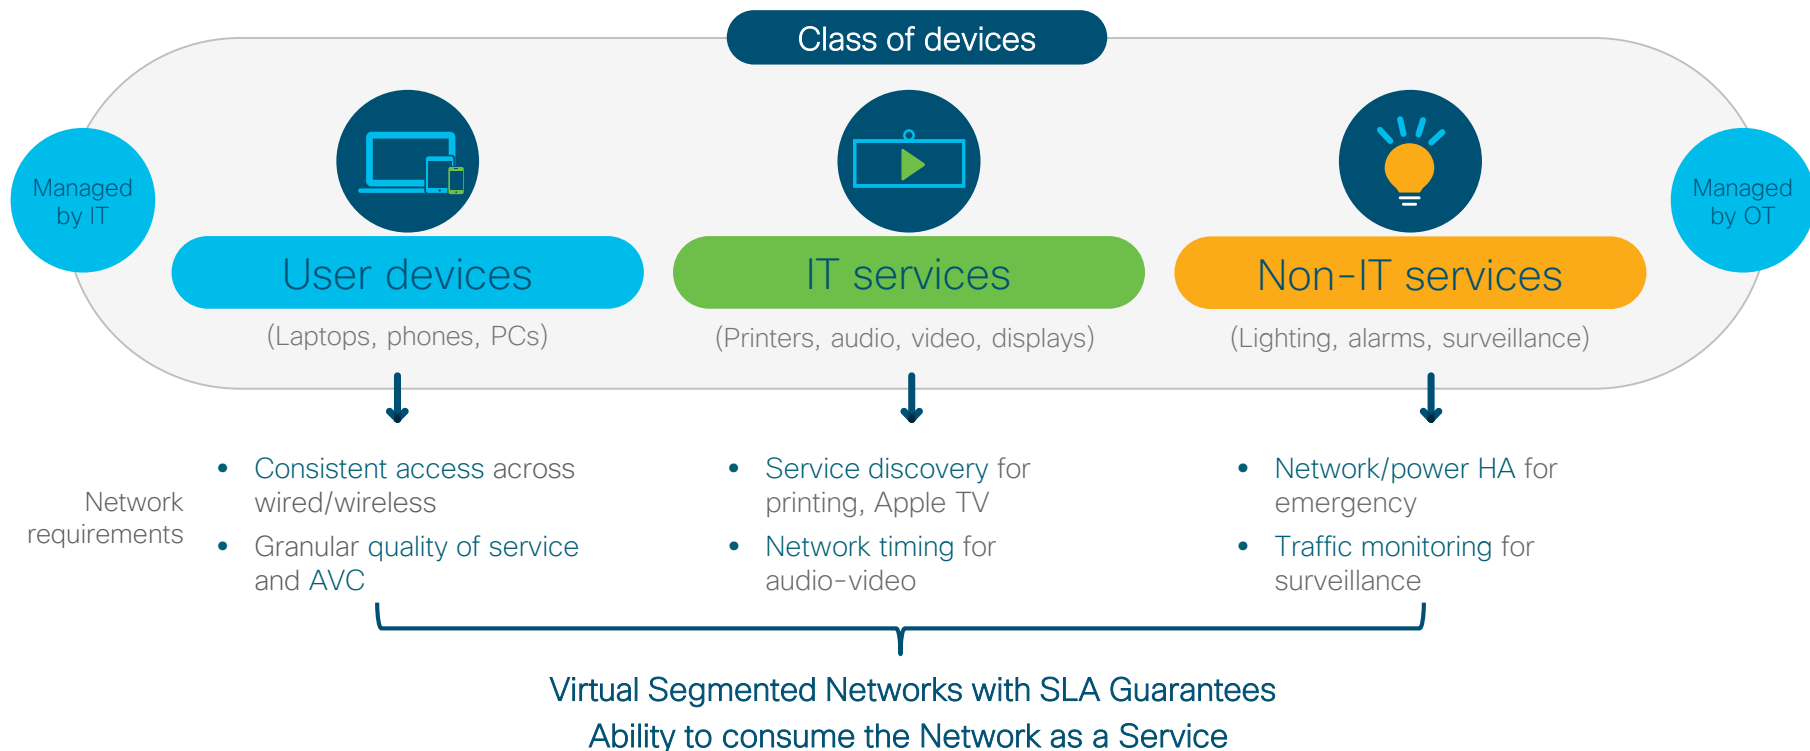 Class of devices
Managed
by IT
Managed
by OT
User devices
IT services
Non-IT services
(Laptops, phones, PCs)
(Printers, audio, video, displays)
(Lighting, alarms, surveillance)
Network
requirements
• Consistent access across
wired/wireless
• Granular quality of service
and AVC
• Service discovery for
printing, Apple TV
• Network timing for
audio-video
• Network/power HA for
emergency
• Traffic monitoring for
surveillance
Virtual Segmented Networks with SLA Guarantees
Ability to consume the Network as a Service